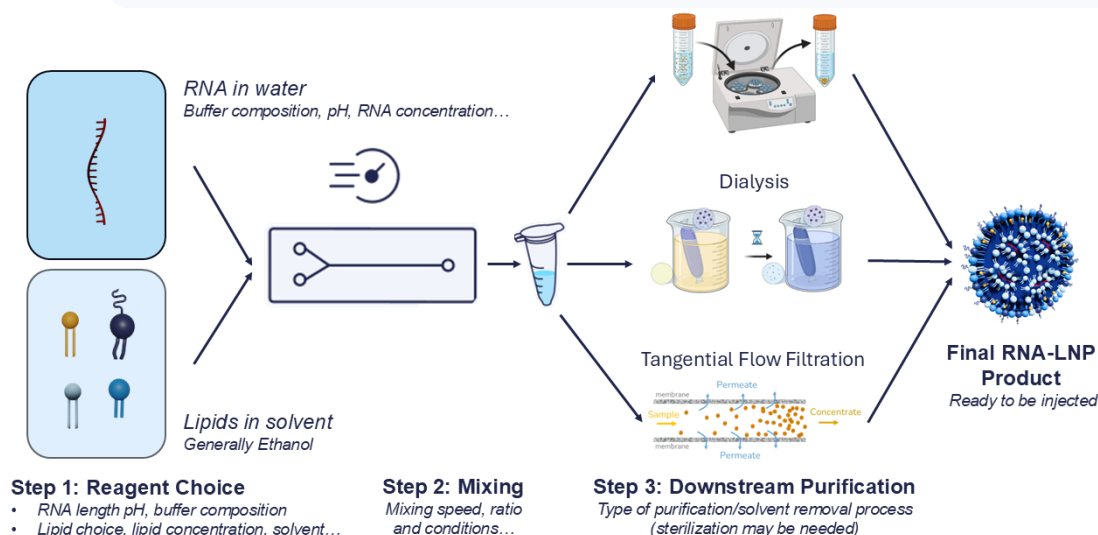 RNA in water
Buffer composition, pH, RNA concentration...
Dialysis
Lipids in solvent
Generally Ethanol
Tangential Flow Filtration
membrane
Permeate
Sample
Concentrate
membrane
Permeate
Final RNA-LNP
Product
Ready to be injected
Step 1: Reagent Choice
• RNA length pH, buffer composition
• Lipid choice, lipid concentration, solvent...
Step 2: Mixing
Mixing speed, ratio
and conditions...
Step 3: Downstream Purification
Type of purification/solvent removal process
(sterilization may be needed)